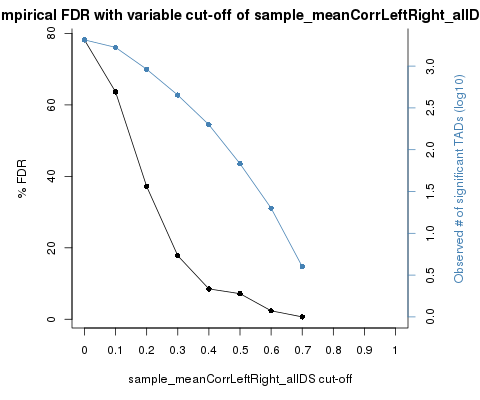 mpirical FDR with variable cut-off of sample_meanCorrLeftRight_allD
80
60
40
20
0
% FDR
0 0.1 0.2 0.3 0.4 0.5 0.6 0.7 0.8 0.9 1
sample_meanCorrLeftRight_allDS cut-off
3.0
2.5
2.0
1.5
1.0
0.5
0.0
Observed # of significant TADs (log10)